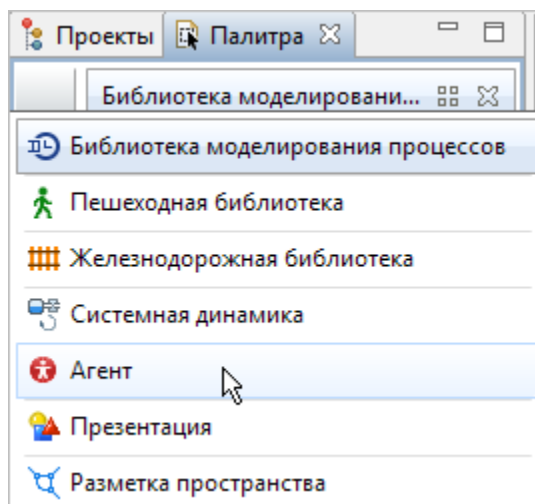 Проекты Палитра
Библиотека моделировани...
Библиотека моделирования процессов
Пешеходная библиотека
Железнодорожная библиотека
Системная динамика
Агент
Презентация
Разметка пространства